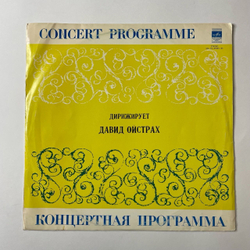 CONCERT PROGRAMME
ДИРИЖИРУЕТ
ДАВИД ОЙСТРАХ
КОНЦЕРТНАЯ ПРОГРАММА